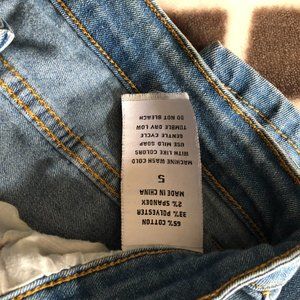 65% COTTON
33% POLYESTER
2% SPANDEX
MADE IN CHINA
S
MACHINE WASH COLD
WITH LIKE COLORS
USE MILD SOAP
GENTLE CYCLE
TUMBLE DRY LOW
DO NOT BLEACH